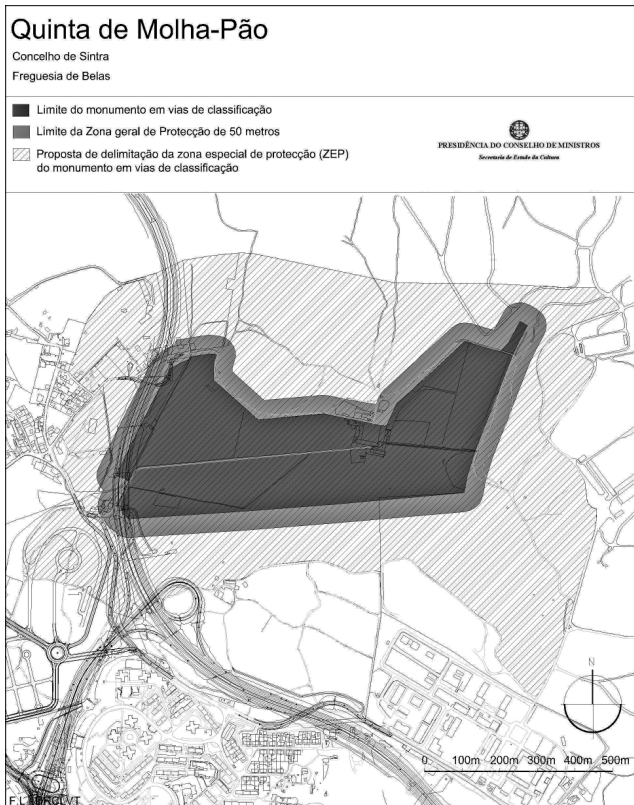 Quinta de Molha-Pão
Concelho de Sintra
Freguesia de Belas
Limite do monumento em vias de classificação
Limite da Zona geral de Protecção de 50 metros
Proposta de delimitação da zona especial de protecção (ZEP)
do monumento em vias de classificação
PRESIDÊNCIA DO CONSELHO DE MINISTROS
Secretaria de Estado da Cultura
N
0 100m 200m 300m 400m 500m